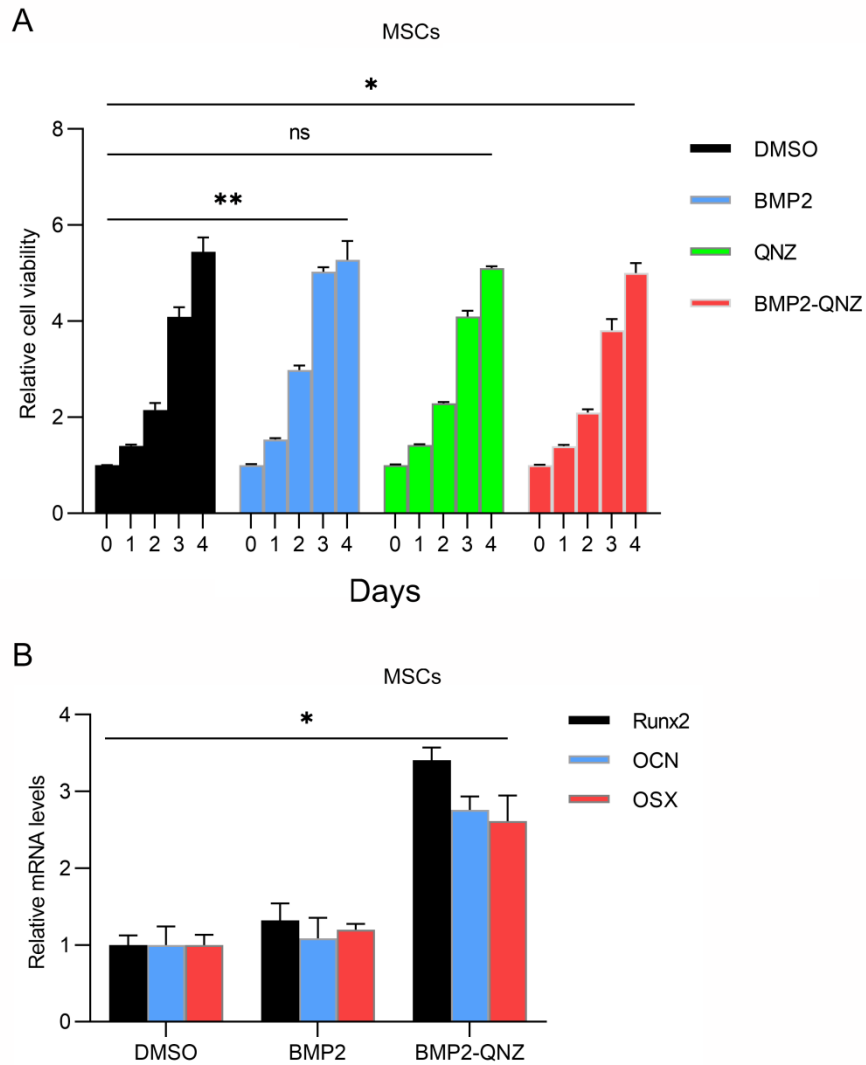 A
MSCs
*
ns
**
8
6
4
2
0
Relative cell viability
0 1 2 3 4 0 1 2 3 4 0 1 2 3 4 0 1 2 3 4
Days
DMSO
BMP2
QNZ
BMP2-QNZ
B
MSCs
*
4
3
2
1
0
Relative mRNA levels
DMSO BMP2 BMP2-QNZ
Runx2
OCN
OSX